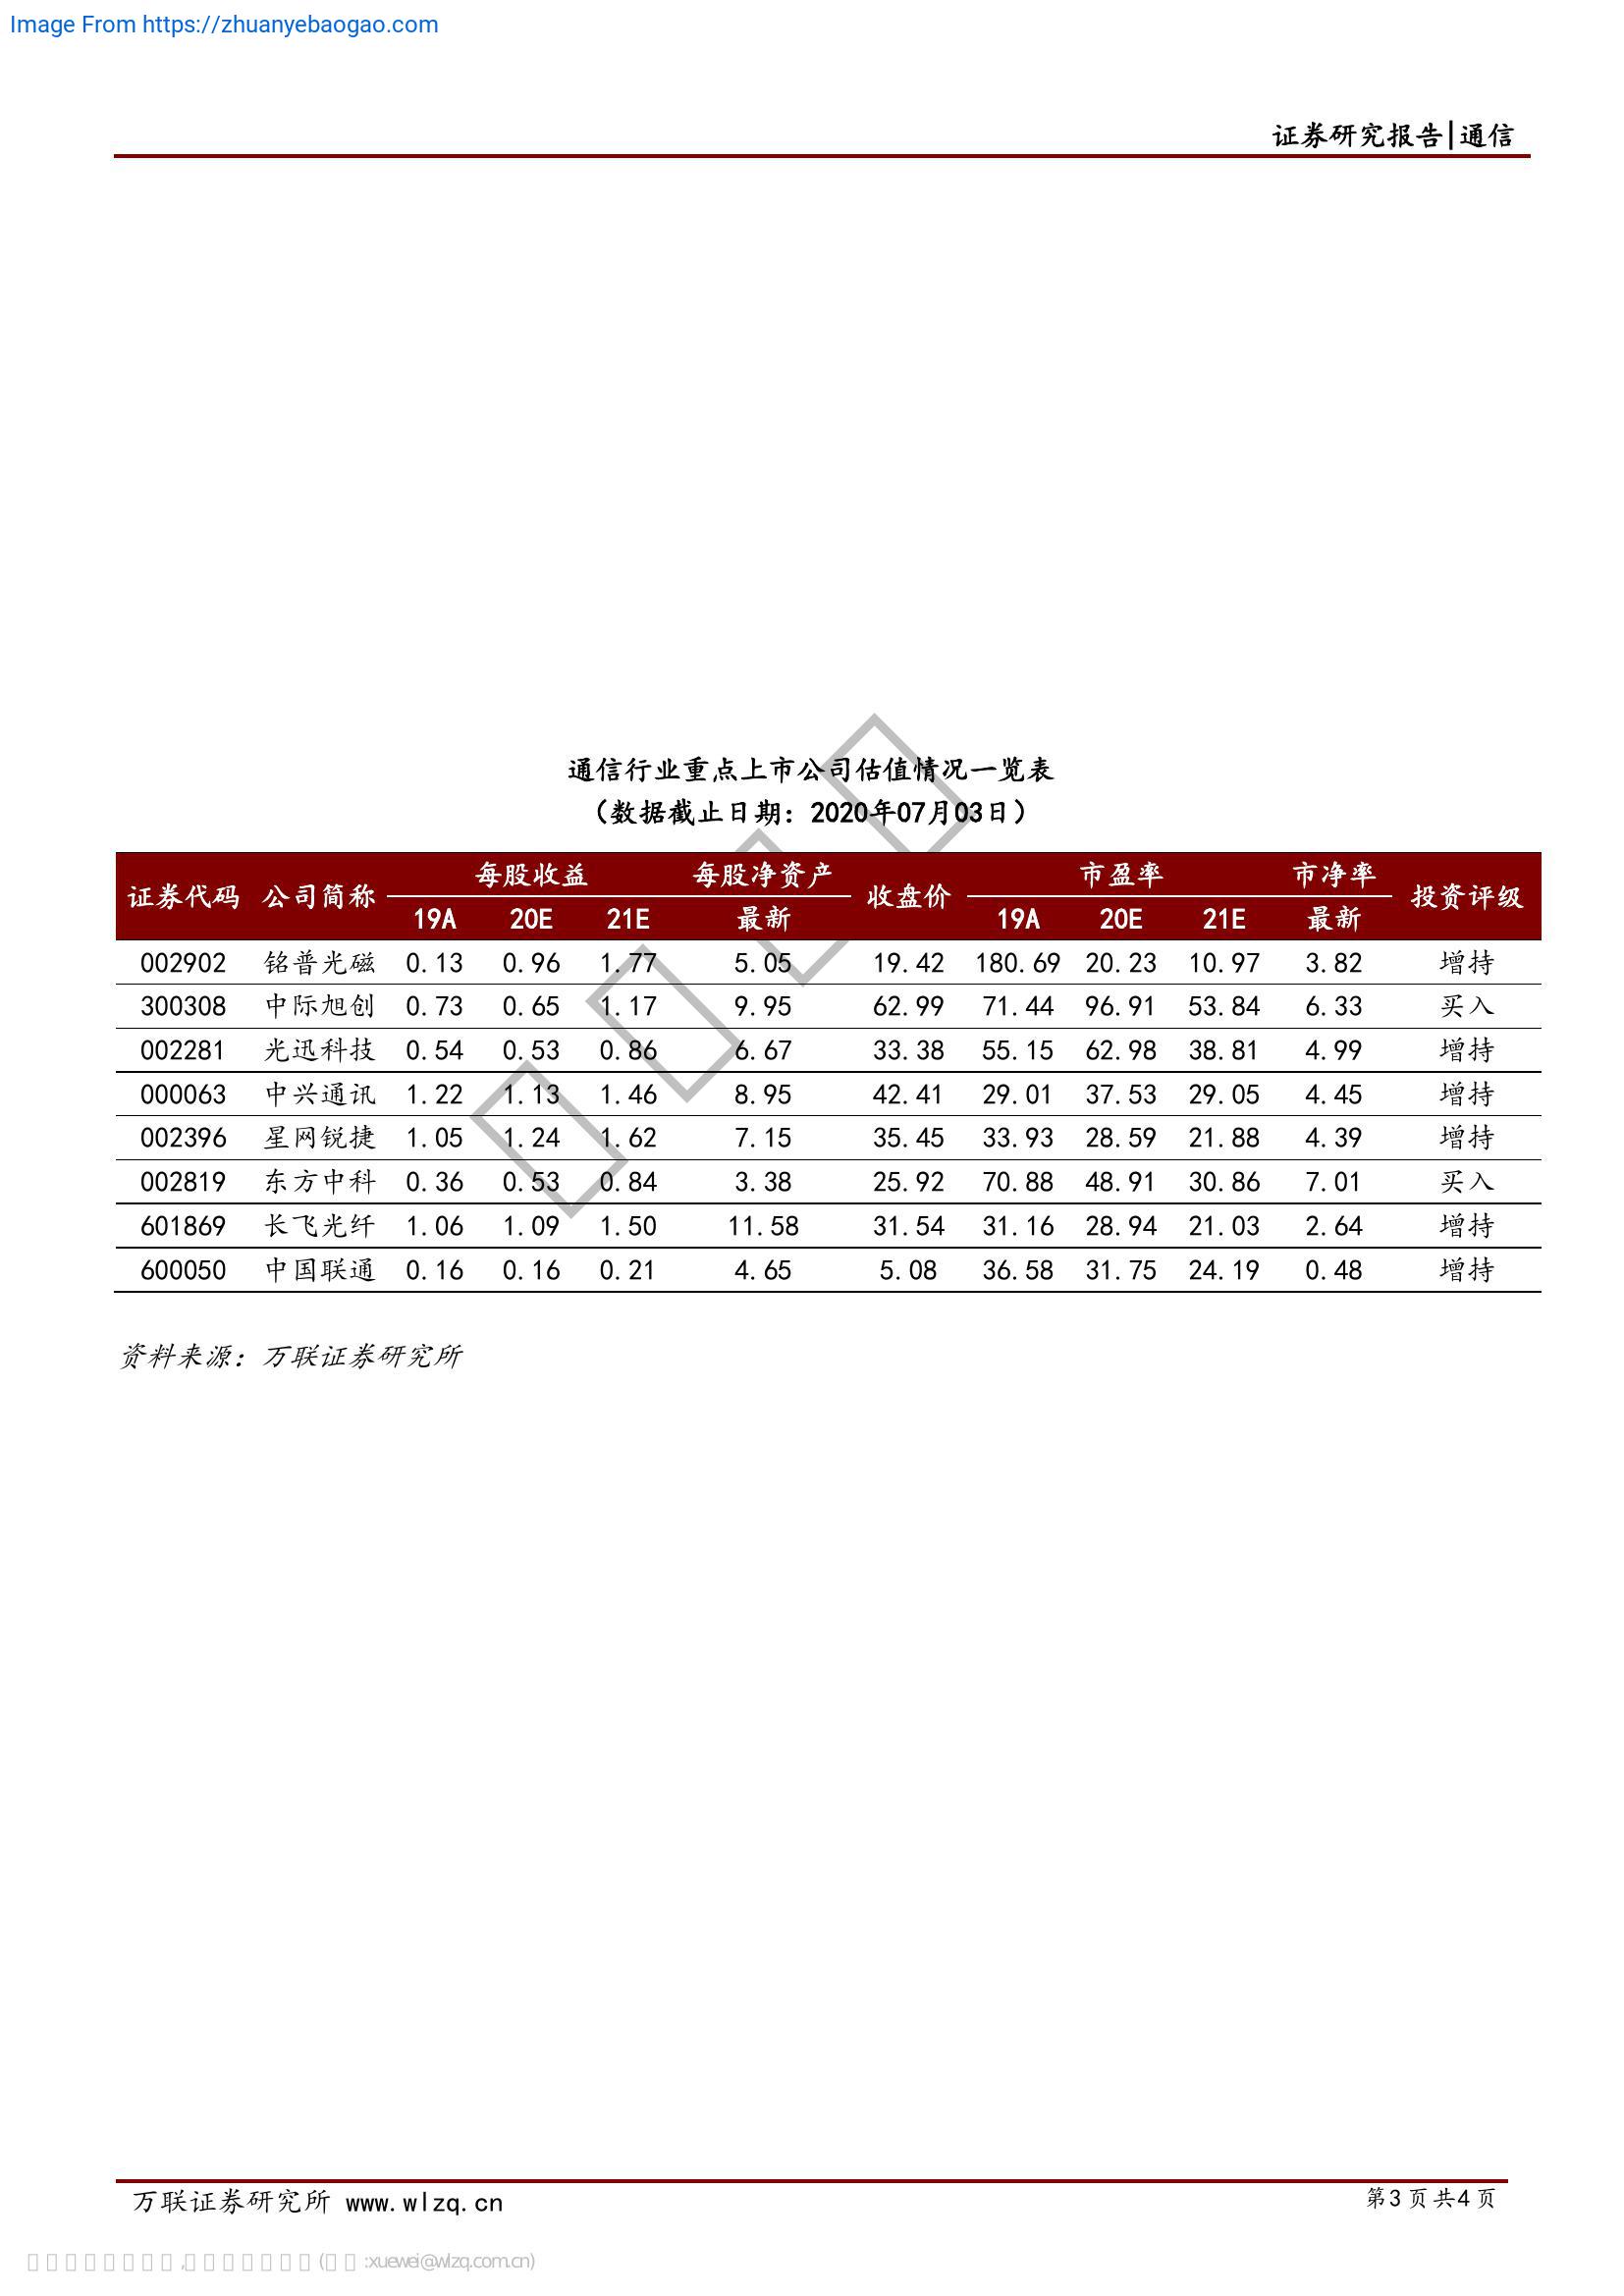 Image From https://zhuanyebaogao.com
证券研究报告|通信
通信行业重点上市公司估值情况一览表
（数据截止日期：2020年07月03日）
证券代码 公司简称 每股收益 每股净资产 收盘价 市盈率 市净率 投资评级
19A 20E 21E 最新 19A 20E 21E 最新
002902 铭普光磁 0.13 0.96 1.77 5.05 19.42 180.69 20.23 10.97 3.82 增持
300308 中际旭创 0.73 0.65 1.17 9.95 62.99 71.44 96.91 53.84 6.33 买入
002281 光迅科技 0.54 0.53 0.86 6.67 33.38 55.15 62.98 38.81 4.99 增持
000063 中兴通讯 1.22 1.13 1.46 8.95 42.41 29.01 37.53 29.05 4.45 增持
002396 星网锐捷 1.05 1.24 1.62 7.15 35.45 33.93 28.59 21.88 4.39 增持
002819 东方中科 0.36 0.53 0.84 3.38 25.92 70.88 48.91 30.86 7.01 买入
601869 长飞光纤 1.06 1.09 1.50 11.58 31.54 31.16 28.94 21.03 2.64 增持
600050 中国联通 0.16 0.16 0.21 4.65 5.08 36.58 31.75 24.19 0.48 增持
资料来源：万联证券研究所
万联证券研究所 www.wlzq.cn
第3页共4页
:xuewei@wlzq.com.cn)